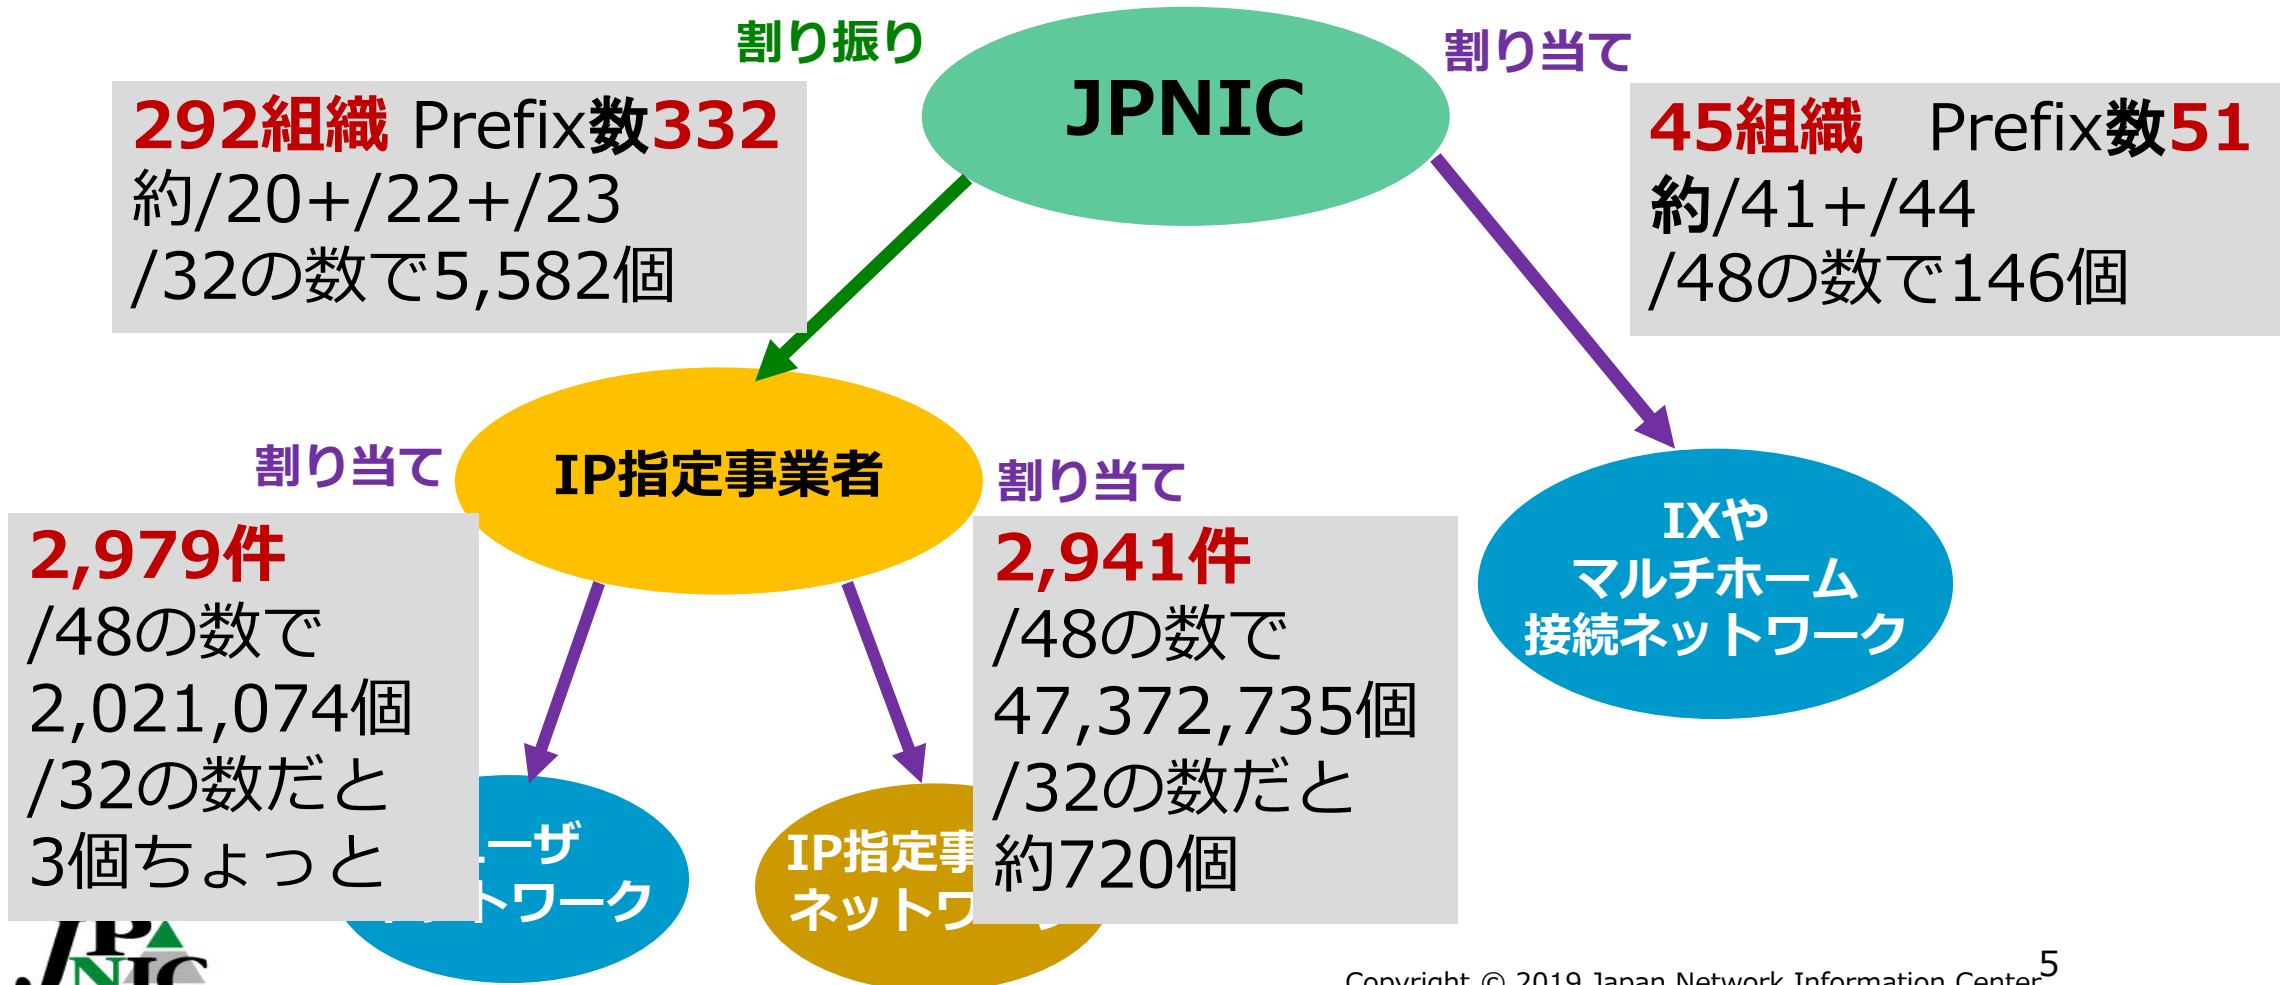 割り振り
JPNIC
割り当て
292組織 Prefix数332
約/20+/22+/23
/32の数で5,582個
45組織　Prefix数51
約/41+/44
/48の数で146個
割り当て
IP指定事業者
割り当て
2,979件
/48の数で
2,021,074個
/32の数だと
3個ちょっと
2,941件
/48の数で
47,372,735個
/32の数だと
約720個
IXや
マルチホーム
接続ネットワーク
ーザ
トワーク
IP指定事
ネットワ
JPNIC
Copyright © 2019 Japan Network Information Center
5